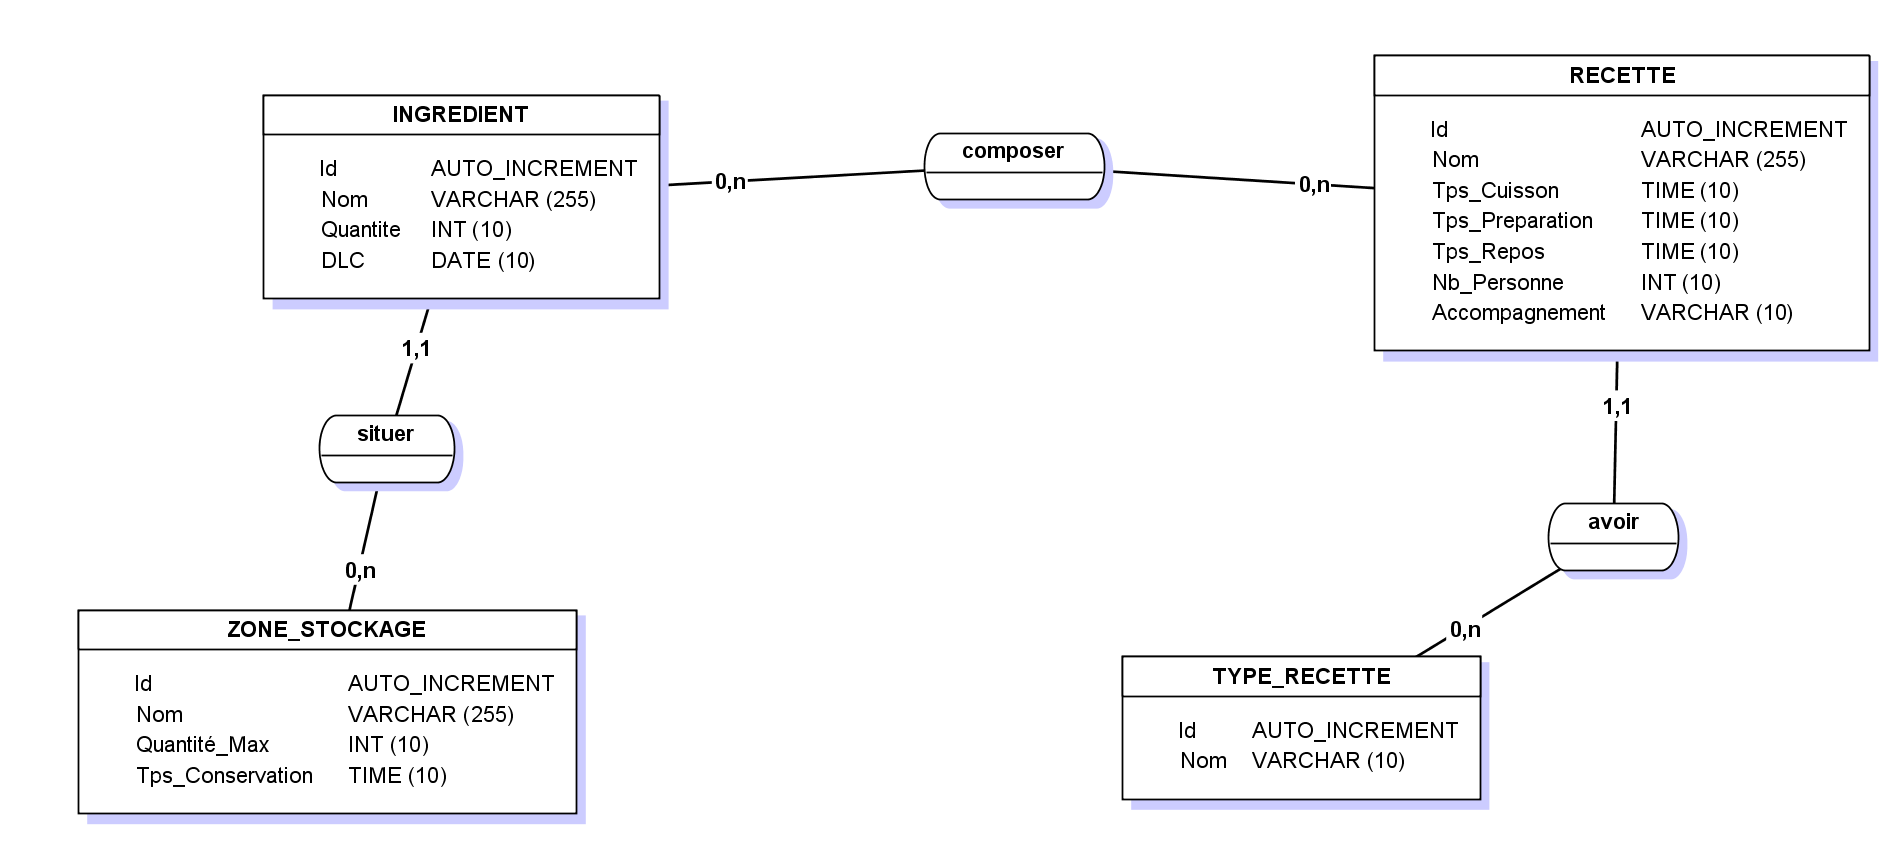 INGREDIENT
Id AUTO_INCREMENT
Nom VARCHAR (255)
Quantite INT (10)
DLC DATE (10)
0,n
composer
0,n
RECETTE
Id AUTO_INCREMENT
Nom VARCHAR (255)
Tps_Cuisson TIME (10)
Tps_Preparation TIME (10)
Tps_Repos TIME (10)
Nb_Personne INT (10)
Accompagnement VARCHAR (10)
1,1
situer
0,n
ZONE_STOCKAGE
Id AUTO_INCREMENT
Nom VARCHAR (255)
Quantité_Max INT (10)
Tps_Conservation TIME (10)
1,1
avoir
0,n
TYPE_RECETTE
Id AUTO_INCREMENT
Nom VARCHAR (10)